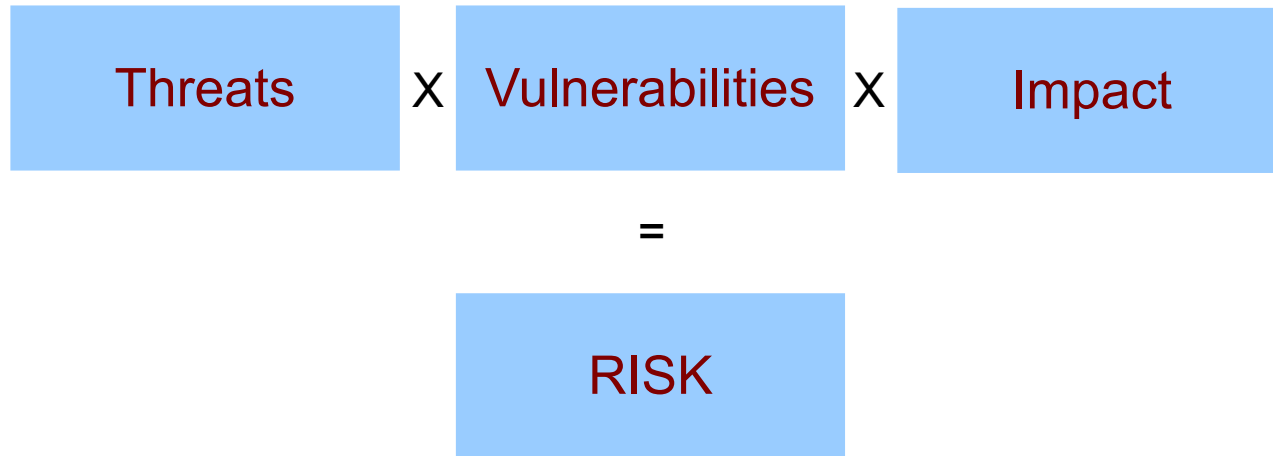 Threats X Vulnerabilities X Impact
=
RISK